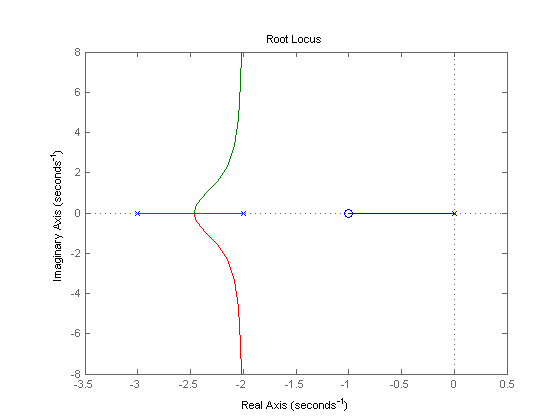 Root Locus
8
6
4
2
0
-2
-4
-6
-8
-3.5 -3 -2.5 -2 -1.5 -1 -0.5 0 0.5
Imaginary Axis (seconds⁻¹)
Real Axis (seconds⁻¹)